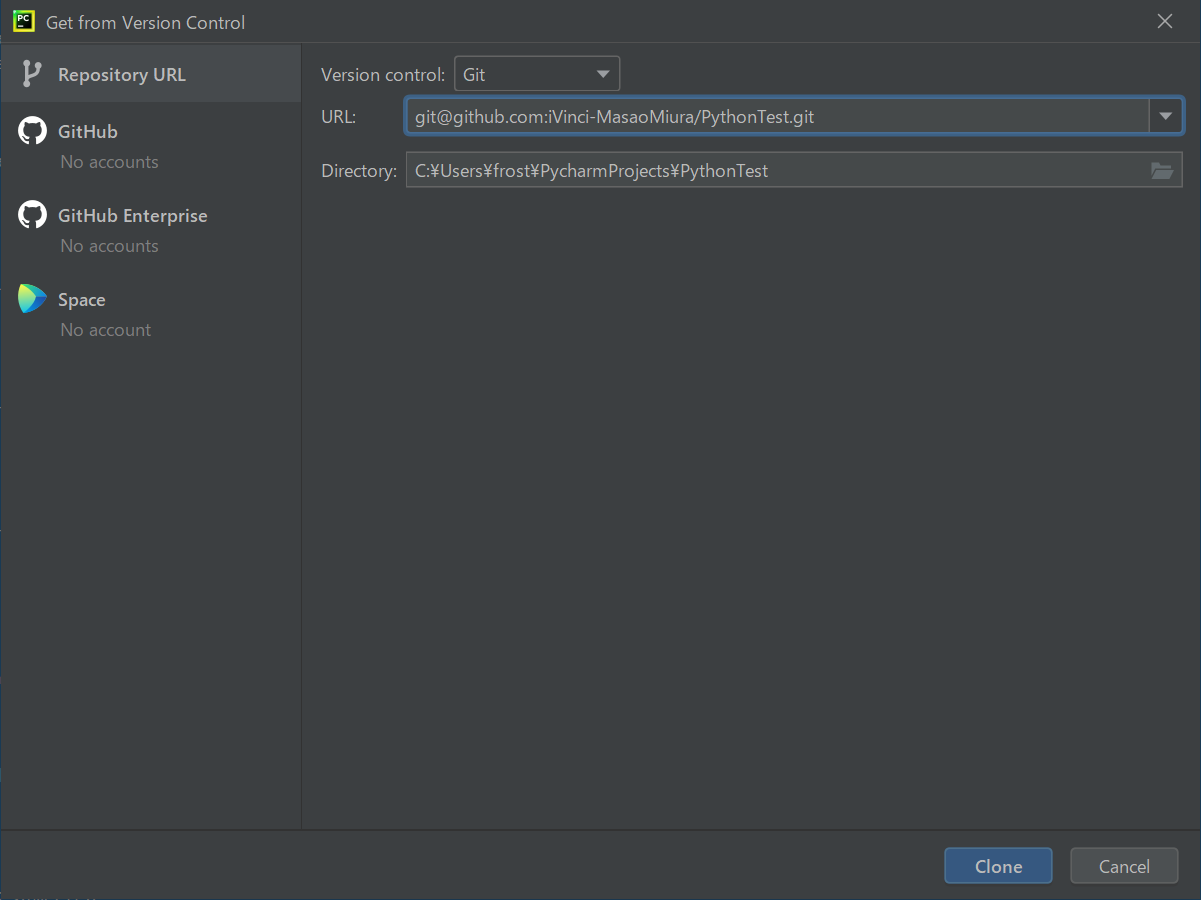 PC
Get from Version Control
Repository URL
GitHub
No accounts
GitHub Enterprise
No accounts
Space
No account
Version control: Git
URL: git@github.com:iVinci-MasaoMiura/PythonTest.git
Directory: C:¥Users¥frost¥PycharmProjects¥PythonTest
Clone Cancel